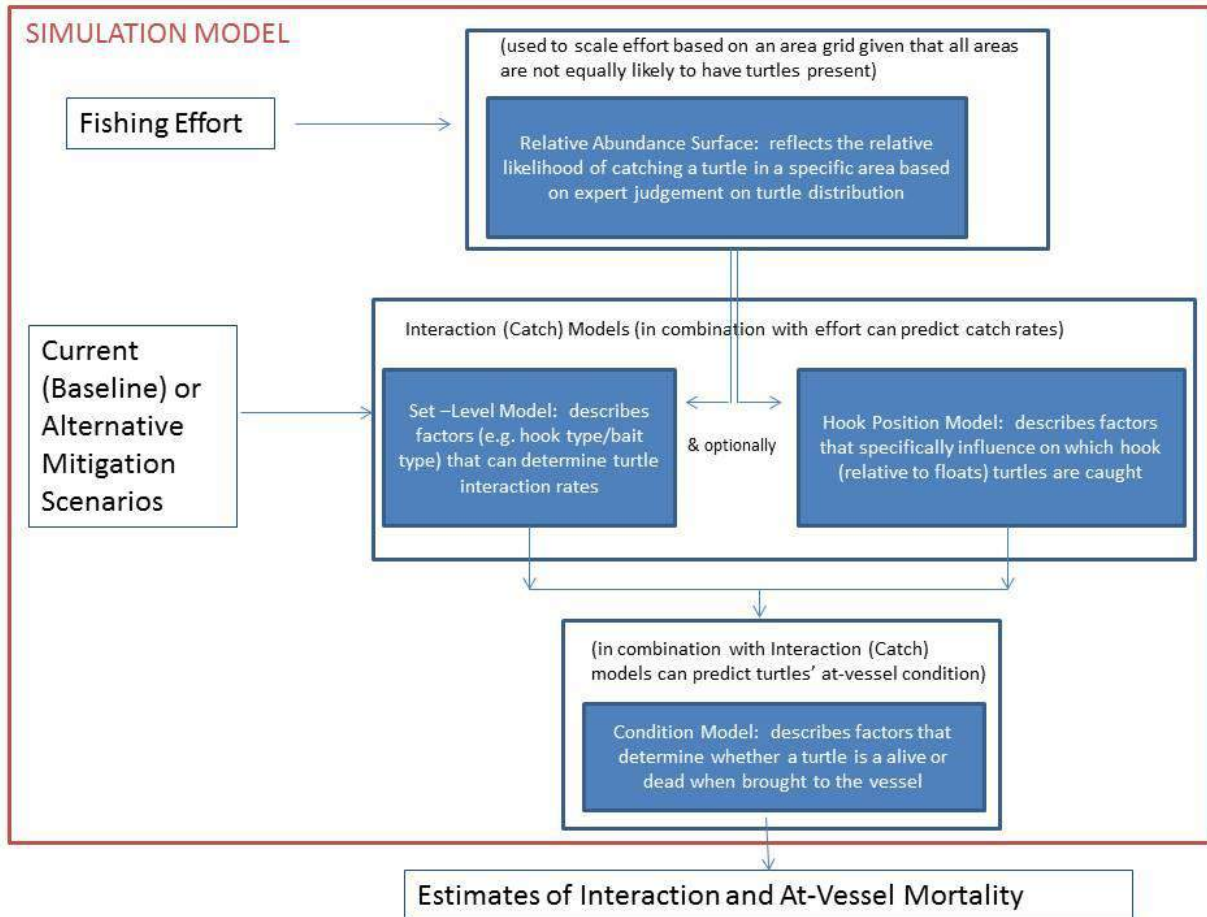 SIMULATION MODEL
(used to scale effort based on an area grid given that all areas
are not equally likely to have turtles present)
Fishing Effort
Relative Abundance Surface: reflects the relative
likelihood of catching a turtle in a specific area based
on expert judgement on turtle distribution
Interaction (Catch) Models (in combination with effort can predict catch rates)
Current
(Baseline) or
Alternative
Mitigation
Scenarios
Set –Level Model: describes
factors (e.g. hook type/bait
type) that can determine turtle
interaction rates
& optionally
Hook Position Model: describes factors
that specifically influence on which hook
(relative to floats) turtles are caught
(in combination with Interaction (Catch)
models can predict turtles’ at-vessel condition)
Condition Model: describes factors that
determine whether a turtle is a alive or
dead when brought to the vessel
Estimates of Interaction and At-Vessel Mortality